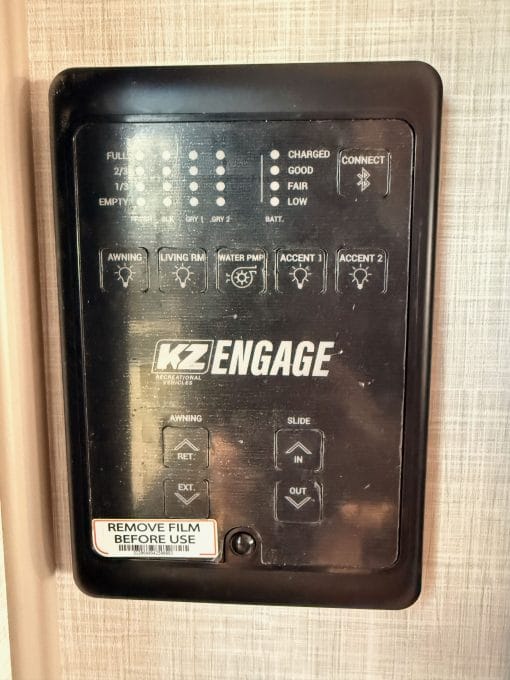 FULL
2/3
1/3
EMPTY
FRESH BLK GRY 1 GRY 2
CHARGED
GOOD
FAIR
LOW
BATT.
CONNECT
AWNING LIVING RM WATER PMP ACCENT 1 ACCENT 2
KZ ENGAGE
RECREATIONAL
VEHICLES
AWNING
RET.
EXT.
SLIDE
IN
OUT
REMOVE FILM
BEFORE USE